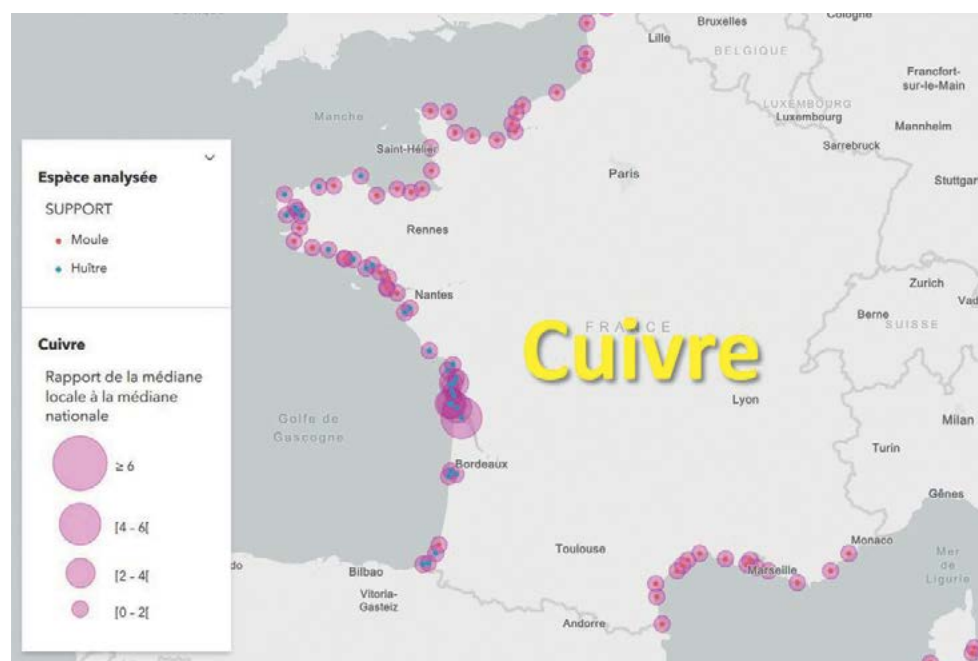 Espèce analysée
SUPPORT
Moule
Huître
Cuivre
Rapport de la médiane
locale à la médiane
nationale
≥ 6
[4 - 6[
[2 - 4[
[0 - 2[
Bruxelles
Cologne
Lille
BELGIQUE
Francfort-
sur-le-Main
Manche
LUXEMBOURG
Luxembourg
Mannheim
Saint-Hélier
Sarrebruck
Paris
Stuttgar
Rennes
Nantes
Zurich
Vad
Berne
SUISSE
FRANCE
Cuivre
Lyon
Milan
Golfe de
Gascogne
Turin
Bordeaux
Gênes
Toulouse
Monaco
Mer
de
Ligurie
do
Bilbao
Marseille
Vitoria-
Gasteiz
Andorre